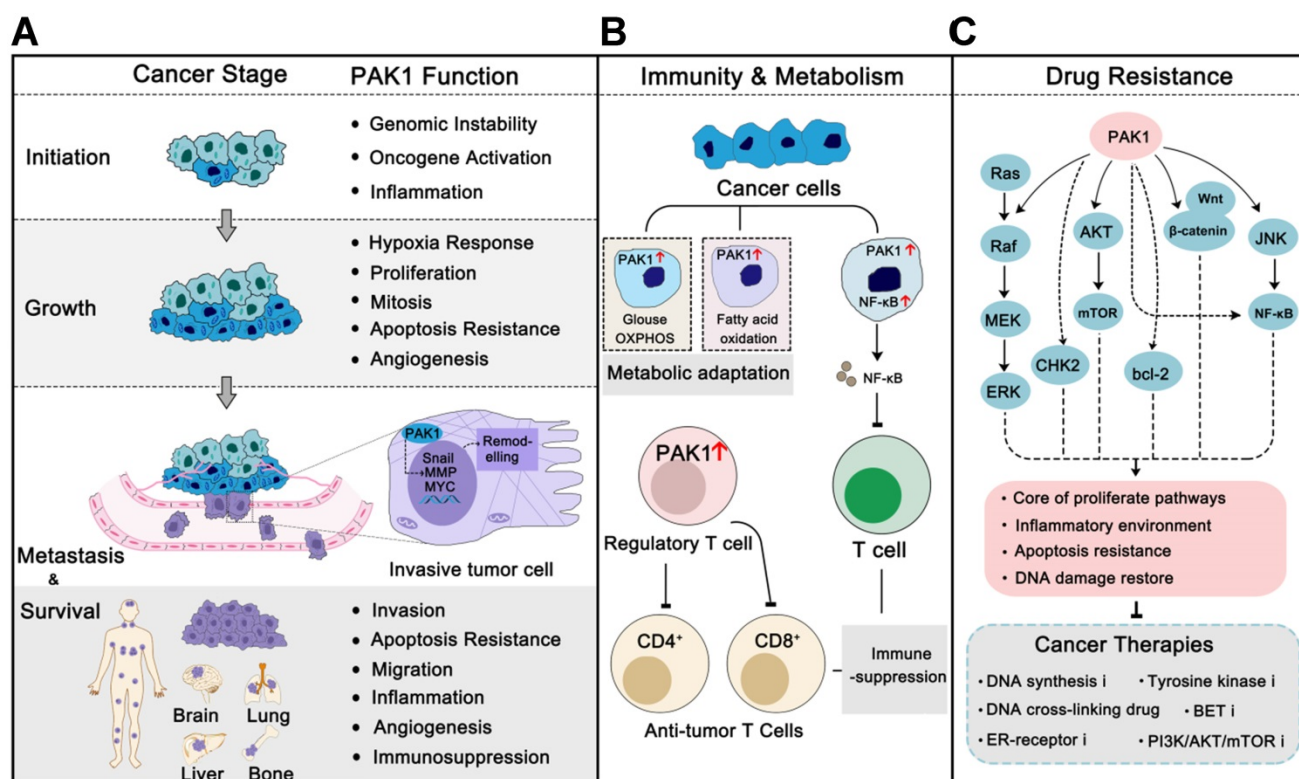 A
Cancer Stage
PAK1 Function
Initiation
• Genomic Instability
• Oncogene Activation
• Inflammation
Growth
• Hypoxia Response
• Proliferation
• Mitosis
• Apoptosis Resistance
• Angiogenesis
PAK1
Snail
MMP
MYC
Remod-
elling
Invasive tumor cell
Metastasis
&
Survival
Brain
Lung
Liver
Bone
• Invasion
• Apoptosis Resistance
• Migration
• Inflammation
• Angiogenesis
• Immunosuppression
B
Immunity & Metabolism
Cancer cells
PAK1↑
Glouse
OXPHOS
PAK1↑
Fatty acid
oxidation
Metabolic adaptation
PAK1↑
NF-κB↑
NF-κB
PAK1↑
Regulatory T cell
T cell
CD4⁺
CD8⁺
Anti-tumor T Cells
Immune
-suppression
C
Drug Resistance
PAK1
Ras
Raf
MEK
ERK
CHK2
AKT
mTOR
bcl-2
Wnt
β-catenin
JNK
NF-κB
• Core of proliferate pathways
• Inflammatory environment
• Apoptosis resistance
• DNA damage restore
Cancer Therapies
• DNA synthesis i
• Tyrosine kinase i
• DNA cross-linking drug
• BET i
• ER-receptor i
• PI3K/AKT/mTOR i